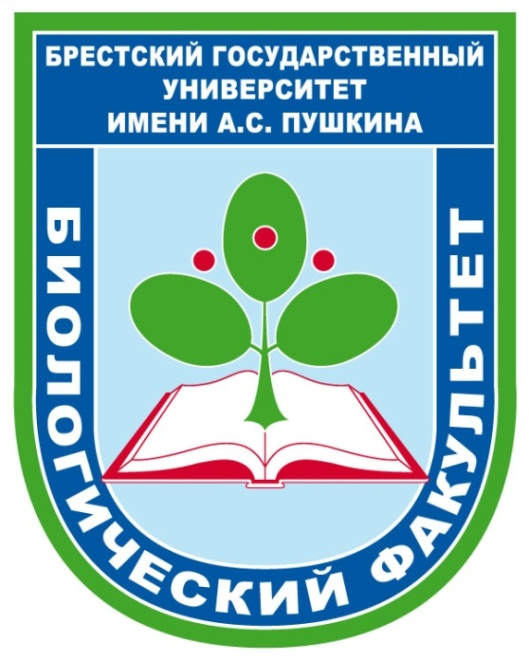 БРЕСТСКИЙ ГОСУДАРСТВЕННЫЙ
УНИВЕРСИТЕТ
ИМЕНИ А.С. ПУШКИНА
БИОЛОГИЧЕСКИЙ ФАКУЛЬТЕТ